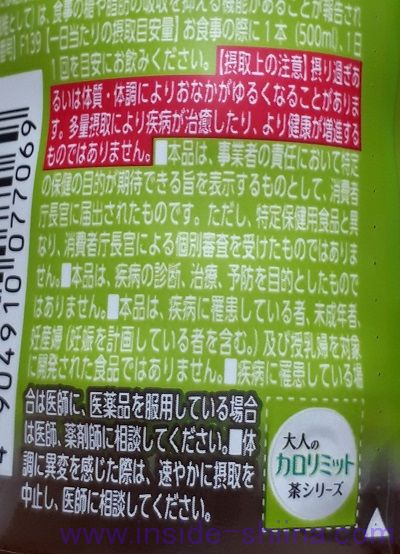 は、食事の糖や脂肪の吸収を抑える機能があることが報告され
F139【一日当たりの摂取目安量】お食事の際に1本(500ml)、1日
1回を目安にお飲みください。【摂取上の注意】摂り過ぎあ
るいは体質・体調によりおなかがゆるくなることがありま
す。多量摂取により疾病が治癒したり、より健康が増進する
ものではありません。■本品は、事業者の責任において特定
の保健の目的が期待できる旨を表示するものとして、消費者
庁長官に届出されたものです。ただし、特定保健用食品と異
なり、消費者庁長官による個別審査を受けたものではありま
せん。■本品は、疾病の診断、治療、予防を目的としたもので
はありません。■本品は、疾病に罹患している者、未成年者、
妊産婦(妊娠を計画している者を含む。)及び授乳婦を対象
に開発された食品ではありません。■疾病に罹患している場
合は医師に、医薬品を服用している場合
は医師、薬剤師に相談してください。■体
調に異変を感じた際は、速やかに摂取を
中止し、医師に相談してください。
大人の
カロリミット
茶シリーズ
4 904910 077069
www.inside-shima.com